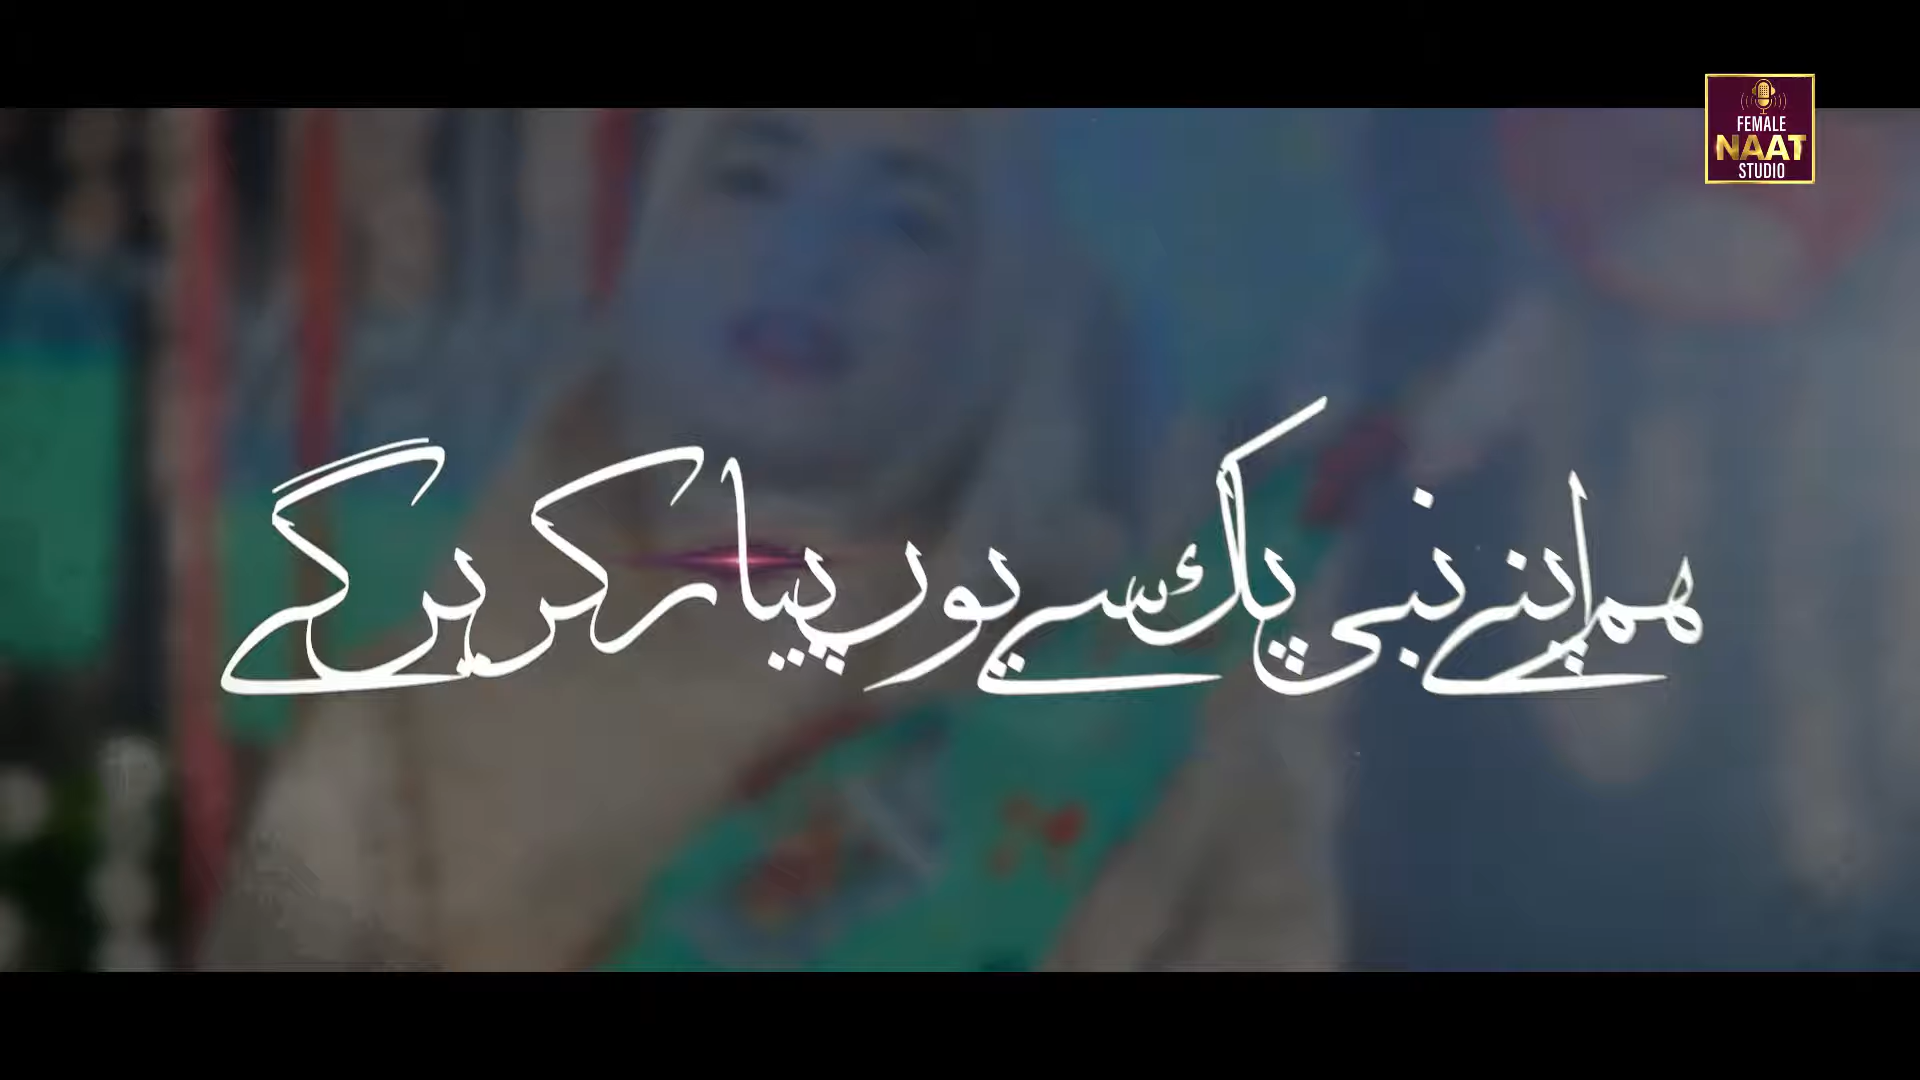 FEMALE
NAAT
STUDIO
ہم اپنے نبی پاک سے یوں پیار کریں گے